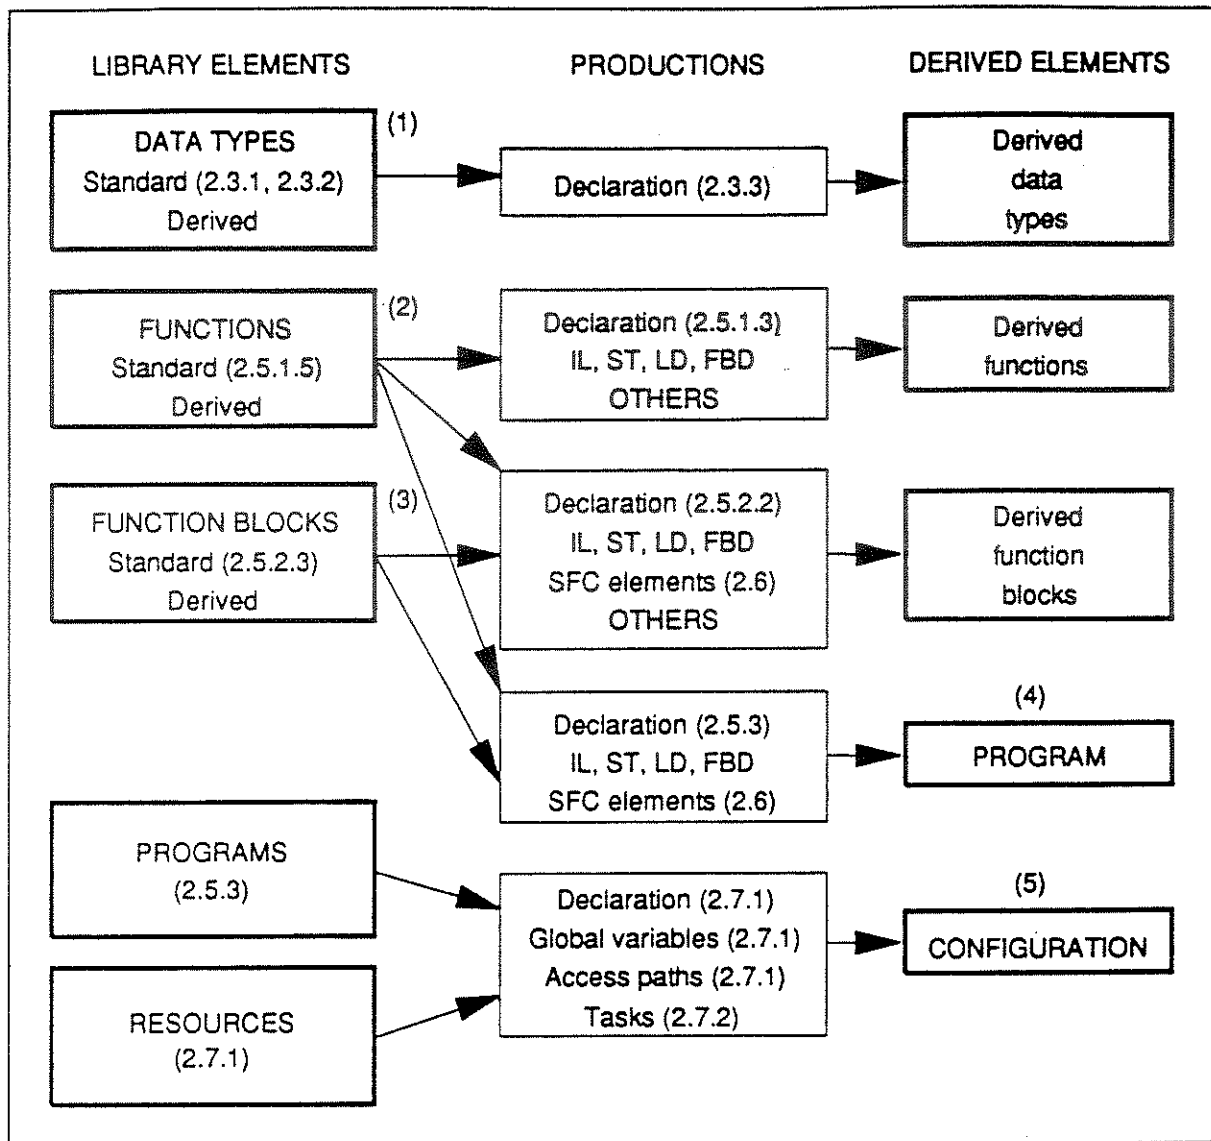 LIBRARY ELEMENTS
PRODUCTIONS
DERIVED ELEMENTS
DATA TYPES
Standard (2.3.1, 2.3.2)
Derived
(1)
Declaration (2.3.3)
Derived
data
types
FUNCTIONS
Standard (2.5.1.5)
Derived
(2)
Declaration (2.5.1.3)
IL, ST, LD, FBD
OTHERS
Derived
functions
FUNCTION BLOCKS
Standard (2.5.2.3)
Derived
(3)
Declaration (2.5.2.2)
IL, ST, LD, FBD
SFC elements (2.6)
OTHERS
Derived
function
blocks
Declaration (2.5.3)
IL, ST, LD, FBD
SFC elements (2.6)
(4)
PROGRAM
PROGRAMS
(2.5.3)
RESOURCES
(2.7.1)
Declaration (2.7.1)
Global variables (2.7.1)
Access paths (2.7.1)
Tasks (2.7.2)
(5)
CONFIGURATION